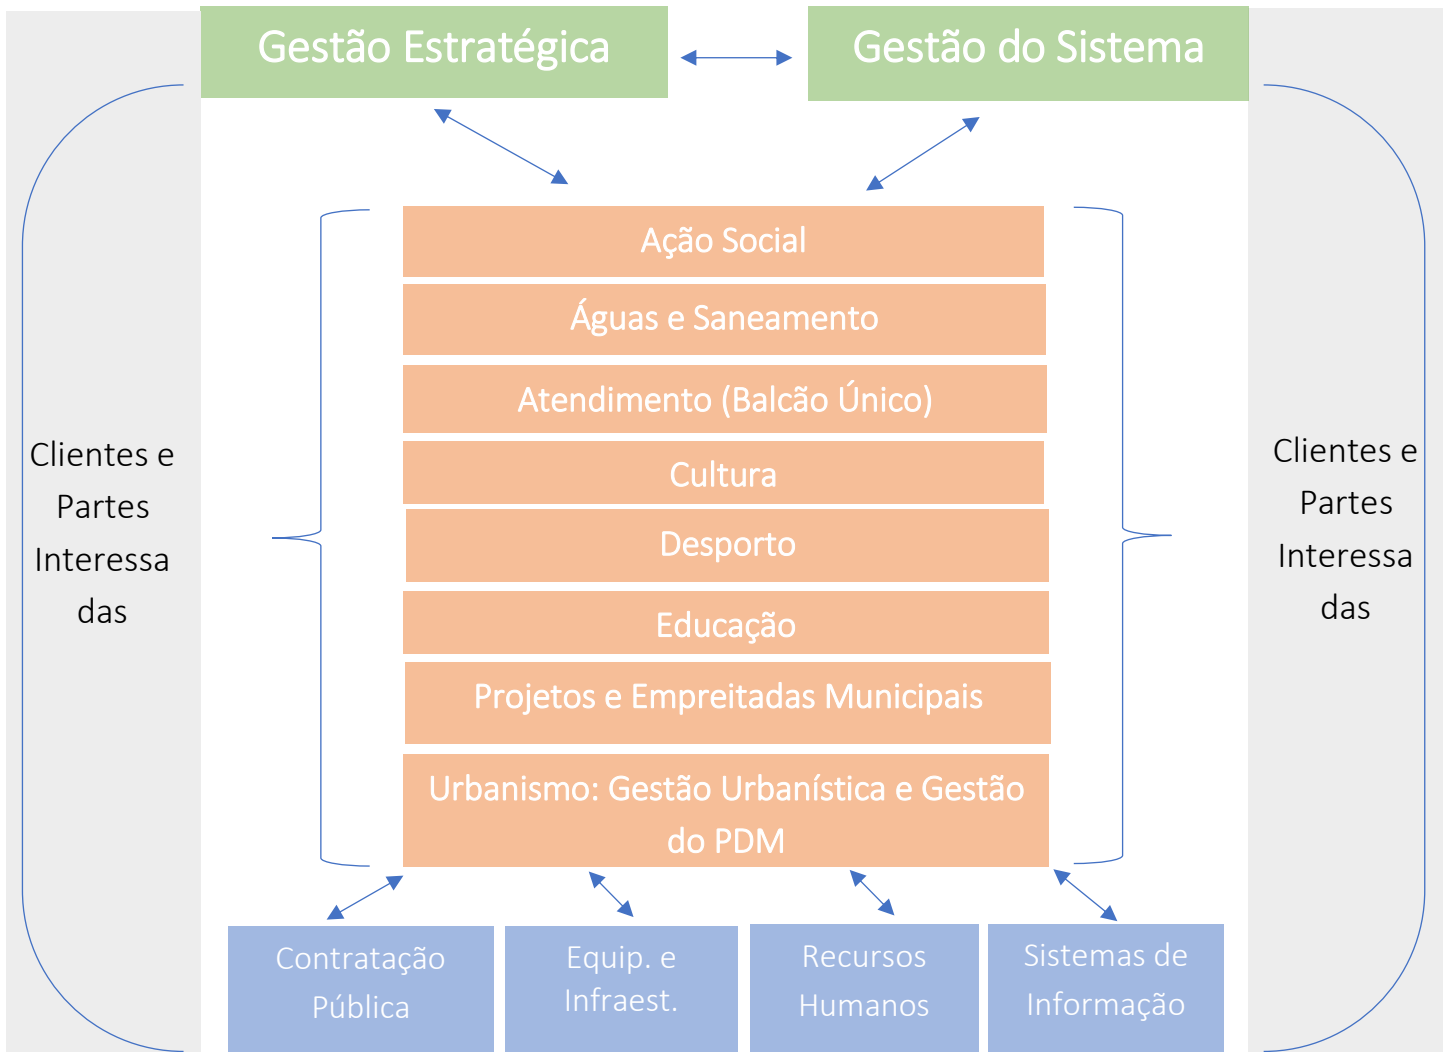 Gestão Estratégica
Gestão do Sistema
Clientes e
Partes
Interessa
das
Ação Social
Águas e Saneamento
Atendimento (Balcão Único)
Cultura
Desporto
Educação
Projetos e Empreitadas Municipais
Urbanismo: Gestão Urbanística e Gestão
do PDM
Clientes e
Partes
Interessa
das
Contratação
Pública
Equip. e
Infraest.
Recursos
Humanos
Sistemas de
Informação